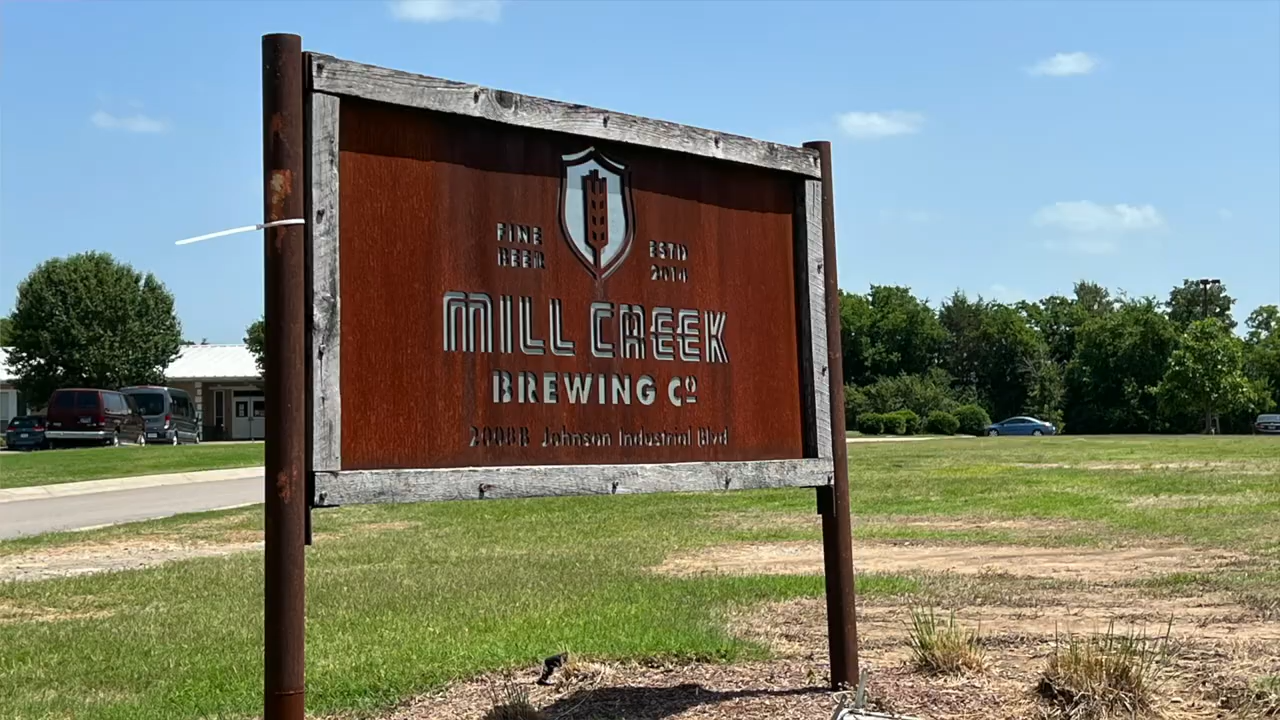 FINE
BEER
ESTD
2014
MILL CREEK
BREWING Cº
2008B Johnson Industrial Blvd